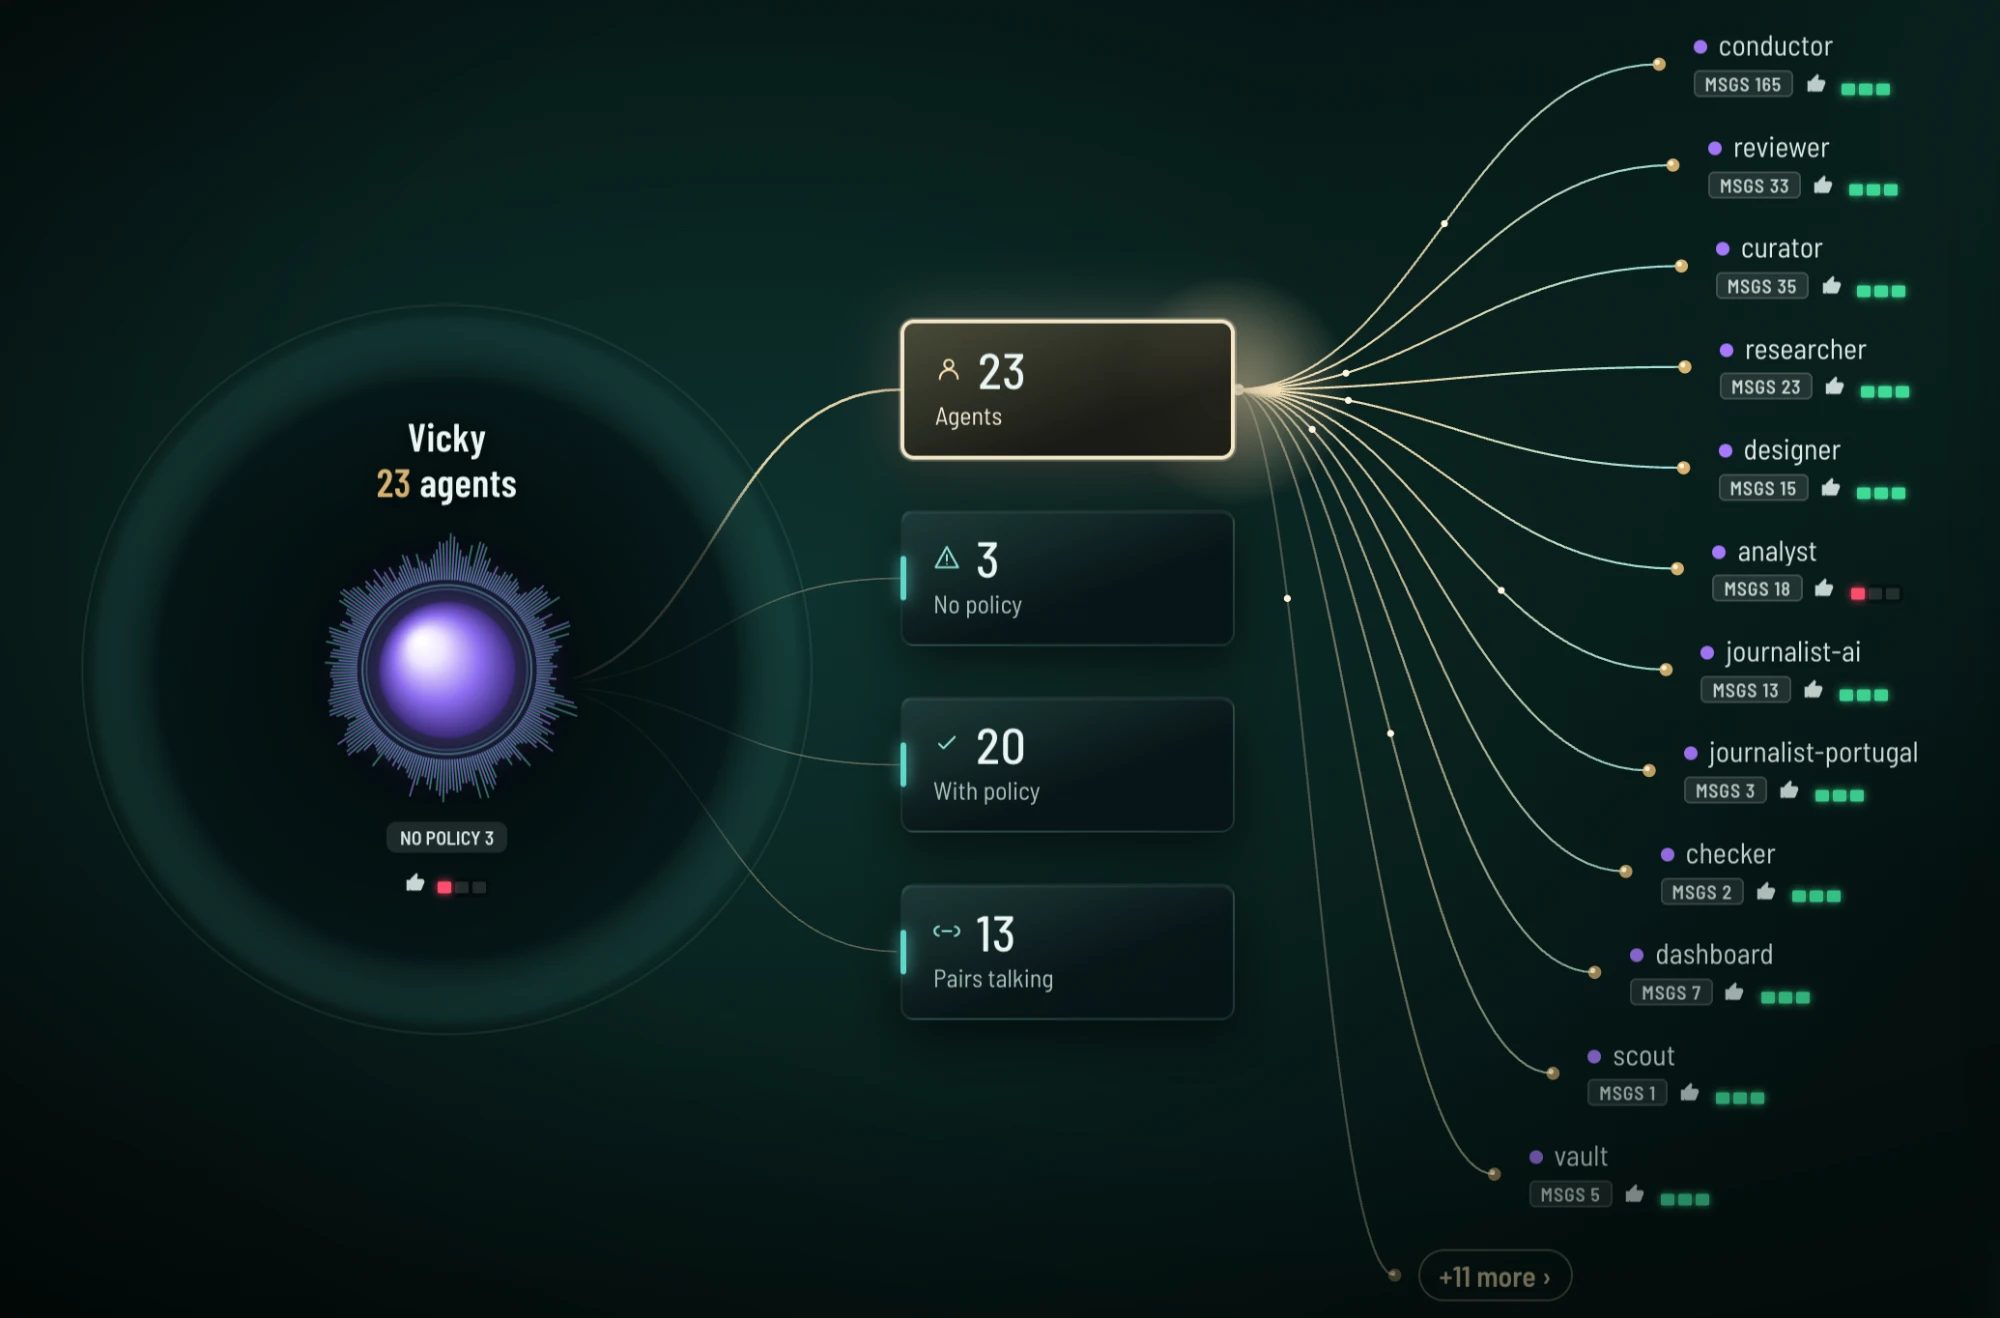 Vicky
23 agents
NO POLICY 3
23
Agents
3
No policy
20
With policy
13
Pairs talking
conductor
MSGS 165
reviewer
MSGS 33
curator
MSGS 35
researcher
MSGS 23
designer
MSGS 15
analyst
MSGS 18
journalist-ai
MSGS 13
journalist-portugal
MSGS 3
checker
MSGS 2
dashboard
MSGS 7
scout
MSGS 1
vault
MSGS 5
+11 more ›